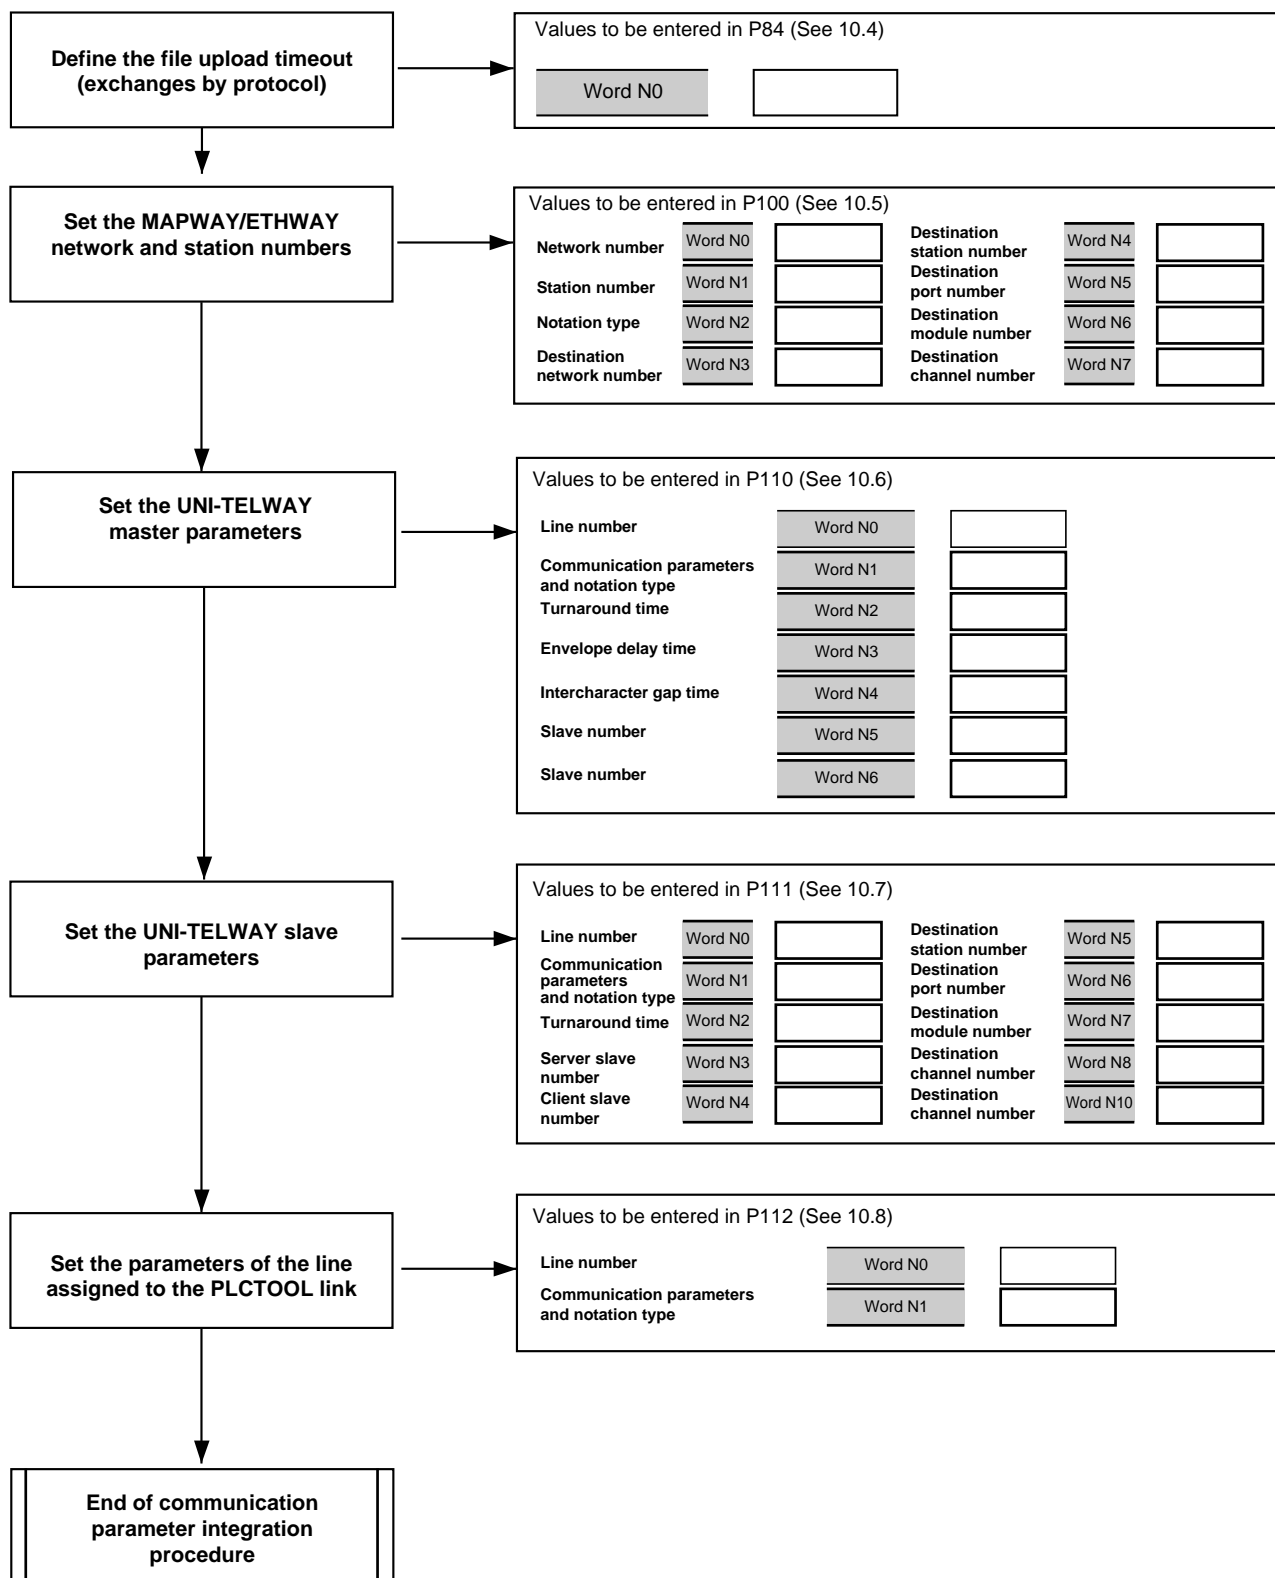 Define the file upload timeout
(exchanges by protocol)
Values to be entered in P84 (See 10.4)
Word N0
Set the MAPWAY/ETHWAY
network and station numbers
Values to be entered in P100 (See 10.5)
Network number
Word N0
Station number
Word N1
Notation type
Word N2
Destination
network number
Word N3
Destination
station number
Word N4
Destination
port number
Word N5
Destination
module number
Word N6
Destination
channel number
Word N7
Set the UNI-TELWAY
master parameters
Values to be entered in P110 (See 10.6)
Line number
Word N0
Communication parameters
and notation type
Word N1
Turnaround time
Word N2
Envelope delay time
Word N3
Intercharacter gap time
Word N4
Slave number
Word N5
Slave number
Word N6
Set the UNI-TELWAY slave
parameters
Values to be entered in P111 (See 10.7)
Line number
Word N0
Communication
parameters
and notation type
Word N1
Turnaround time
Word N2
Server slave
number
Word N3
Client slave
number
Word N4
Destination
station number
Word N5
Destination
port number
Word N6
Destination
module number
Word N7
Destination
channel number
Word N8
Destination
channel number
Word N10
Set the parameters of the line
assigned to the PLCTOOL link
Values to be entered in P112 (See 10.8)
Line number
Word N0
Communication parameters
and notation type
Word N1
End of communication
parameter integration
procedure